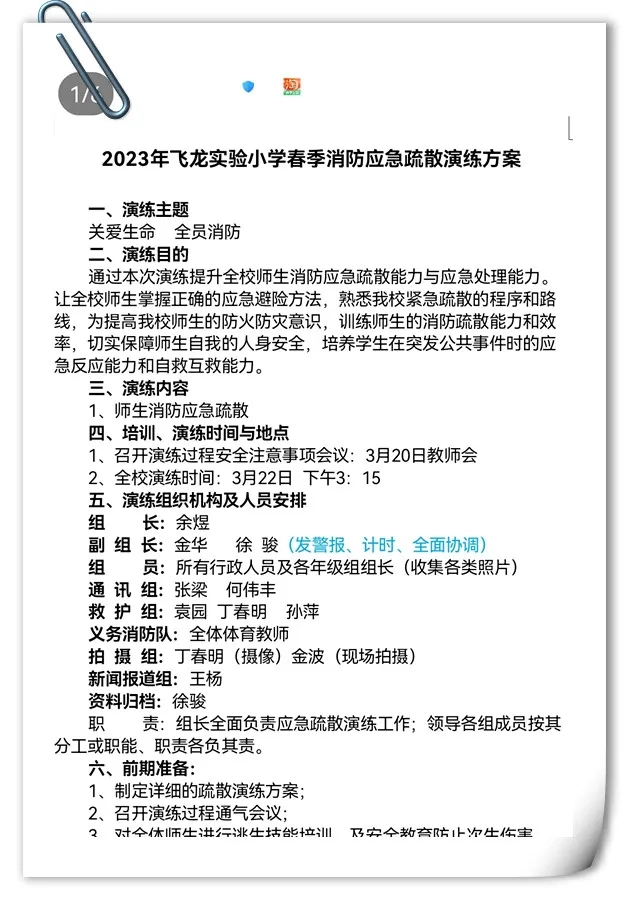 1/6
2023年飞龙实验小学春季消防应急疏散演练方案
一、演练主题
关爱生命 全员消防
二、演练目的
通过本次演练提升全校师生消防应急疏散能力与应急处理能力。
让全校师生掌握正确的应急避险方法，熟悉我校紧急疏散的程序和路
线，为提高我校师生的防火防灾意识，训练师生的消防疏散能力和效
率，切实保障师生自我的人身安全，培养学生在突发公共事件时的应
急反应能力和自救互救能力。
三、演练内容
1、师生消防应急疏散
四、培训、演练时间与地点
1、召开演练过程安全注意事项会议：3月20日教师会
2、全校演练时间：3月22日 下午3：15
五、演练组织机构及人员安排
组 长：余煜
副 组 长：金华 徐 骏（发警报、计时、全面协调）
组 员：所有行政人员及各年级组组长（收集各类照片）
通 讯 组：张梁 何伟丰
救 护 组：袁园 丁春明 孙萍
义务消防队：全体体育教师
拍 摄 组：丁春明（摄像）金波（现场拍摄）
新闻报道组：王杨
资料归档：徐骏
职 责：组长全面负责应急疏散演练工作；领导各组成员按其
分工或职能、职责各负其责。
六、前期准备：
1、制定详细的疏散演练方案；
2、召开演练过程通气会议；
3、对全体师生进行逃生技能培训，及安全教育防止次生伤害